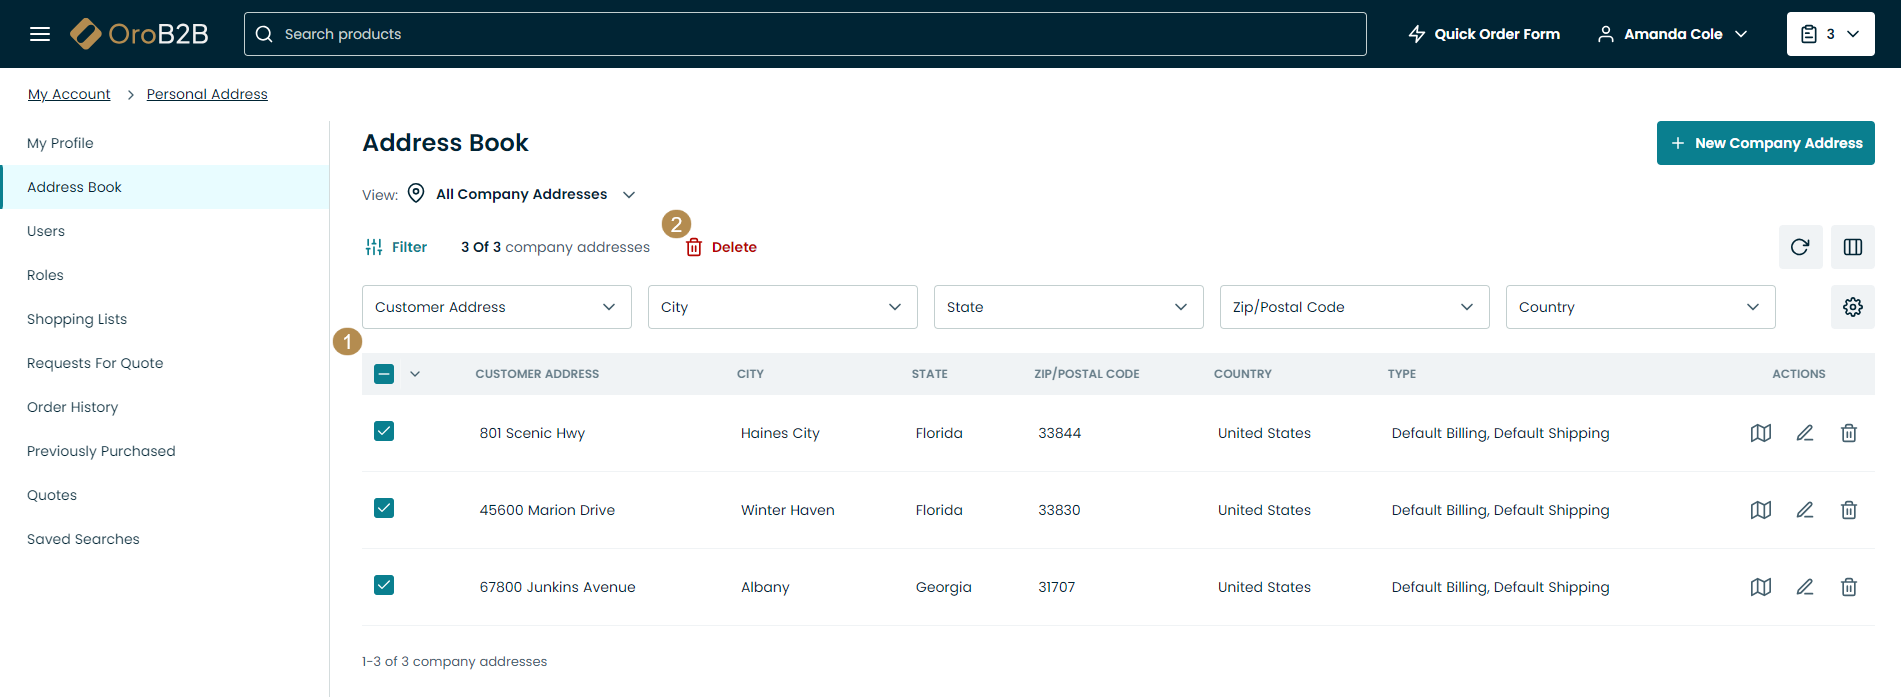 OroB2B
Search products
Quick Order Form
Amanda Cole
3
My Account
Personal Address
My Profile
Address Book
Users
Roles
Shopping Lists
Requests For Quote
Order History
Previously Purchased
Quotes
Saved Searches
Address Book
New Company Address
View: All Company Addresses
2
Filter 3 Of 3 company addresses Delete
Customer Address City State Zip/Postal Code Country
1
CUSTOMER ADDRESS CITY STATE ZIP/POSTAL CODE COUNTRY TYPE ACTIONS
801 Scenic Hwy Haines City Florida 33844 United States Default Billing, Default Shipping
45600 Marion Drive Winter Haven Florida 33830 United States Default Billing, Default Shipping
67800 Junkins Avenue Albany Georgia 31707 United States Default Billing, Default Shipping
1-3 of 3 company addresses